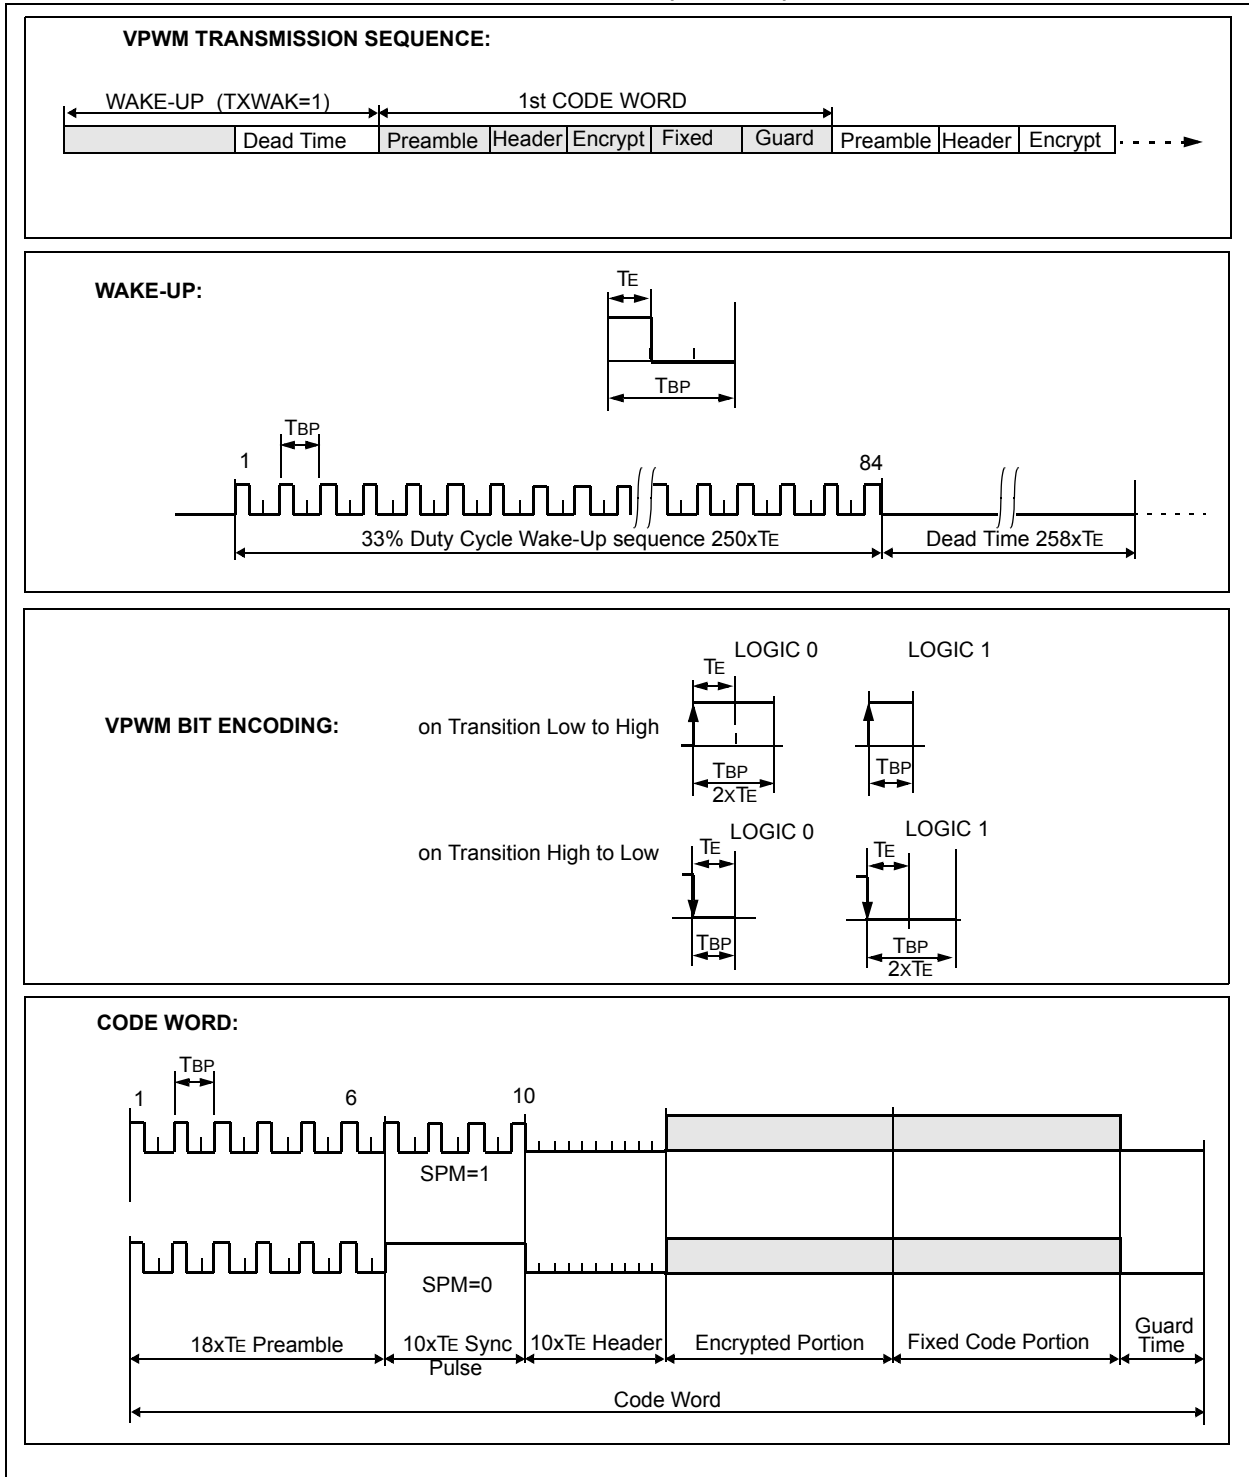 VPWM TRANSMISSION SEQUENCE:
WAKE-UP (TXWAK=1) 1st CODE WORD
Dead Time Preamble Header Encrypt Fixed Guard Preamble Header Encrypt
WAKE-UP:
TE
TBP
TBP
1 84
33% Duty Cycle Wake-Up sequence 250xTE Dead Time 258xTE
LOGIC 0 LOGIC 1
TE
VPWM BIT ENCODING: on Transition Low to High
TBP TBP
2xTE
LOGIC 0 LOGIC 1
on Transition High to Low TE TE
TBP TBP
2xTE
CODE WORD:
TBP
1 6 10
SPM=1
SPM=0
18xTE Preamble 10xTE Sync Pulse 10xTE Header Encrypted Portion Fixed Code Portion Guard Time
Code Word